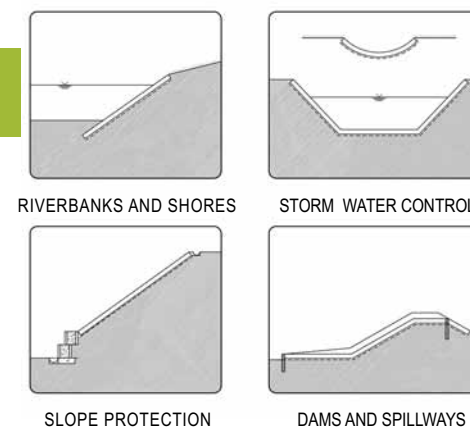 RIVERBANKS AND SHORES
STORM WATER CONTROL
SLOPE PROTECTION
DAMS AND SPILLWAYS